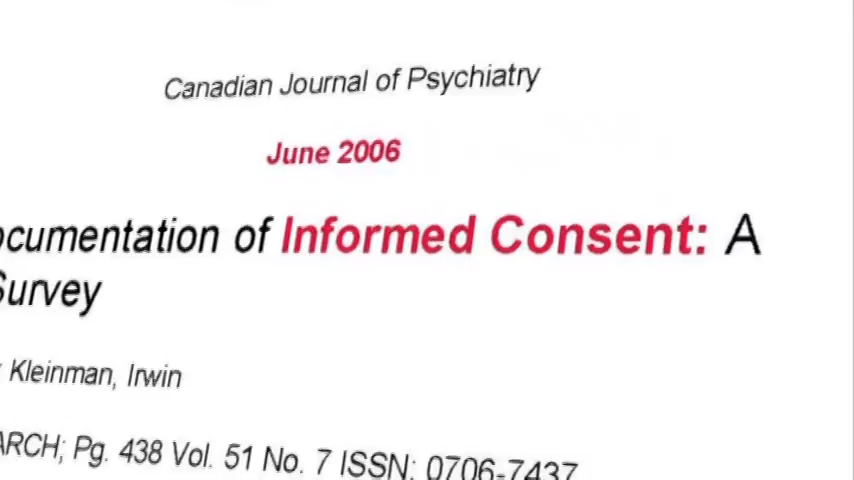 Canadian Journal of Psychiatry
June 2006
ocumentation of Informed Consent: A
Survey
Kleinman, Irwin
ARCH; Pg. 438 Vol. 51 No. 7 ISSN: 0706-7437